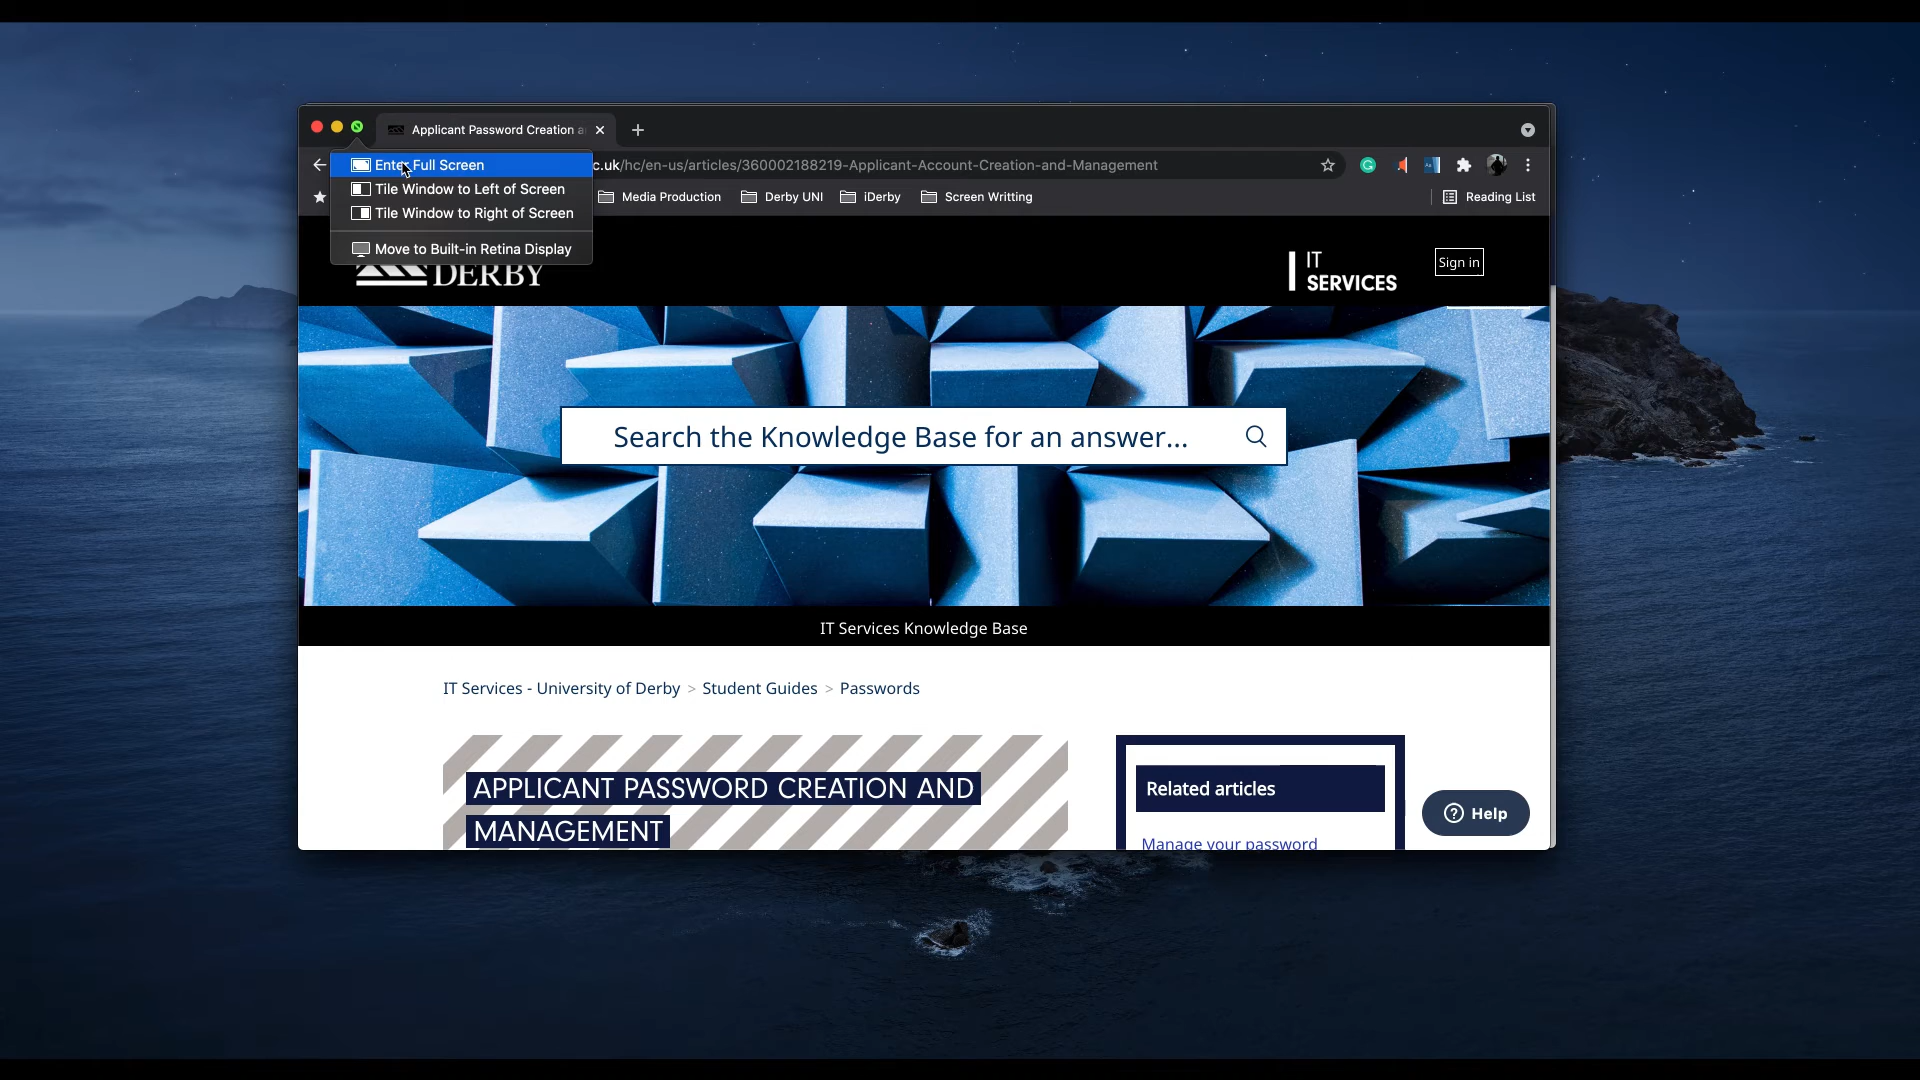 Applicant Password Creation a
Enter Full Screen
c.uk/hc/en-us/articles/360002188219-Applicant-Account-Creation-and-Management
Tile Window to Left of Screen
Media Production
Derby UNI
iDerby
Screen Writting
Reading List
Tile Window to Right of Screen
Move to Built-in Retina Display
DERBY
IT
SERVICES
Sign in
Search the Knowledge Base for an answer...
IT Services Knowledge Base
IT Services - University of Derby > Student Guides > Passwords
APPLICANT PASSWORD CREATION AND
MANAGEMENT
Related articles
Help
Manage your password